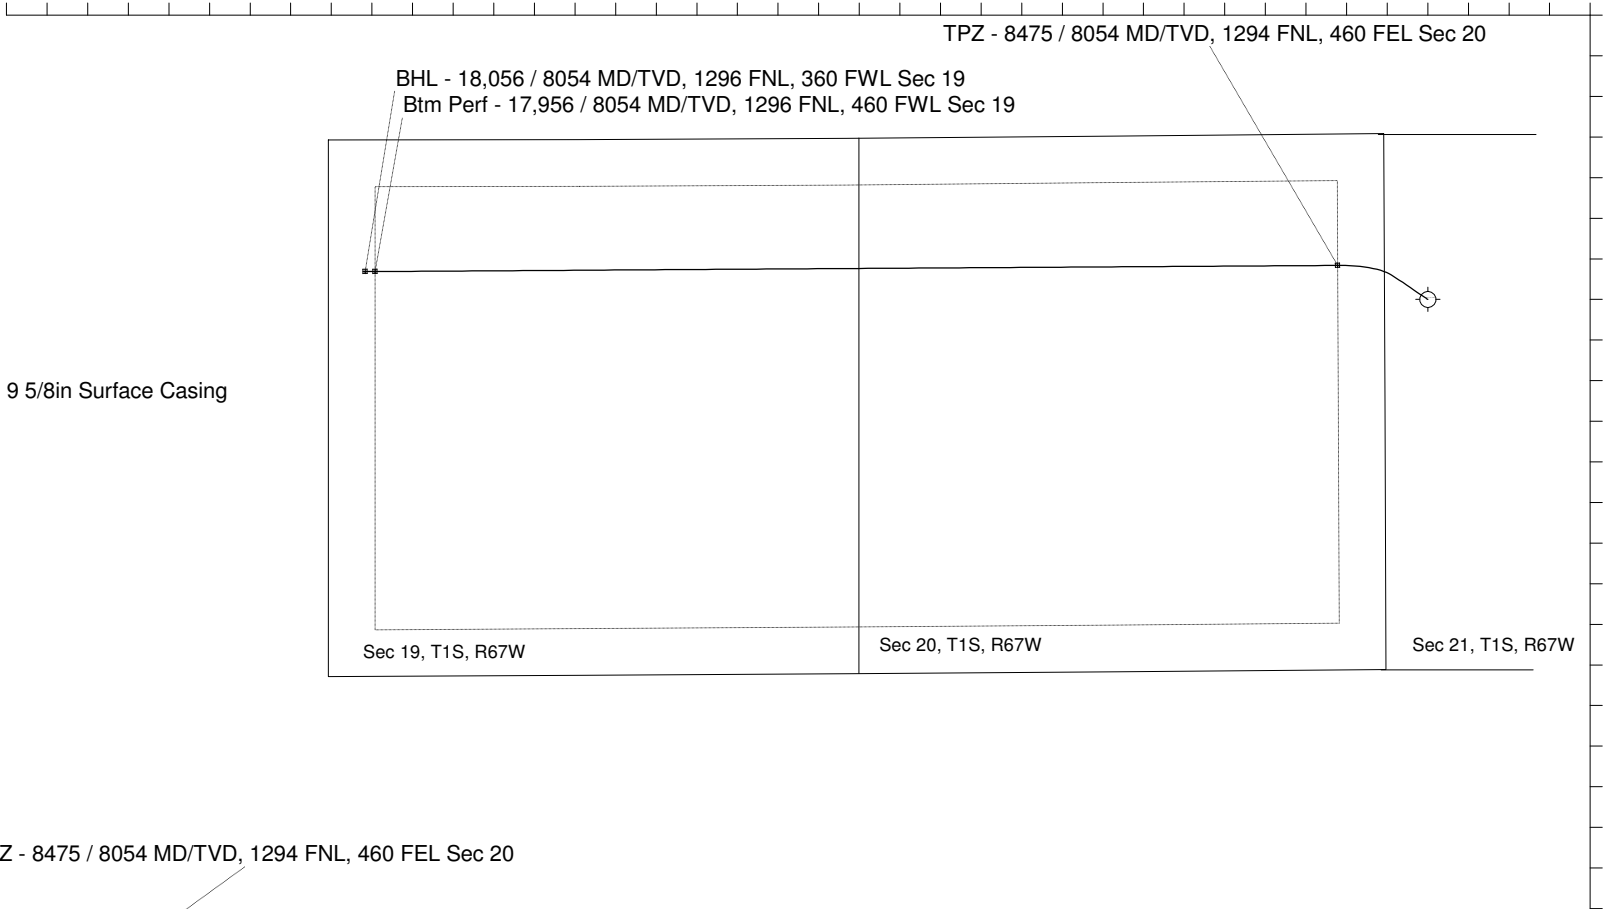 TPZ - 8475 / 8054 MD/TVD, 1294 FNL, 460 FEL Sec 20
BHL - 18,056 / 8054 MD/TVD, 1296 FNL, 360 FWL Sec 19
Btm Perf - 17,956 / 8054 MD/TVD, 1296 FNL, 460 FWL Sec 19
9 5/8in Surface Casing
Sec 19, T1S, R67W
Sec 20, T1S, R67W
Sec 21, T1S, R67W
Z - 8475 / 8054 MD/TVD, 1294 FNL, 460 FEL Sec 20